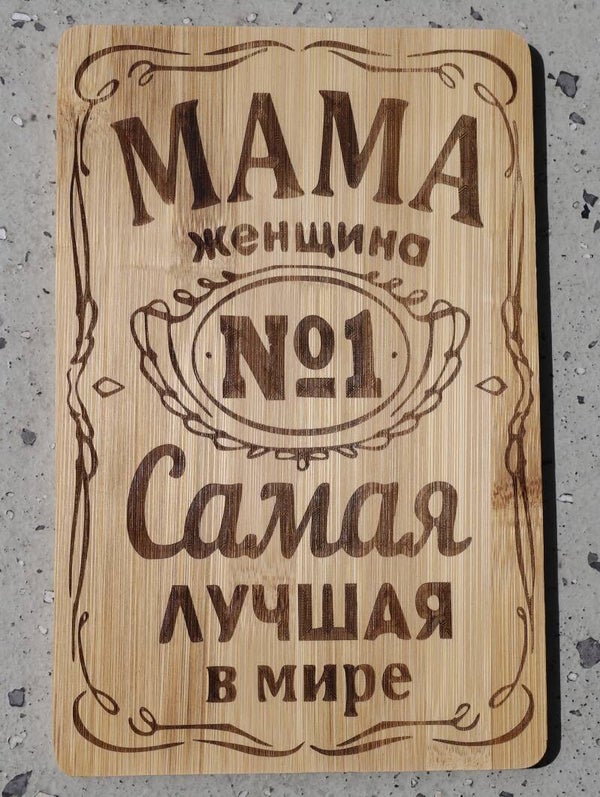 МАМА
женщина
№1
Самая
ЛУЧШАЯ
в мире